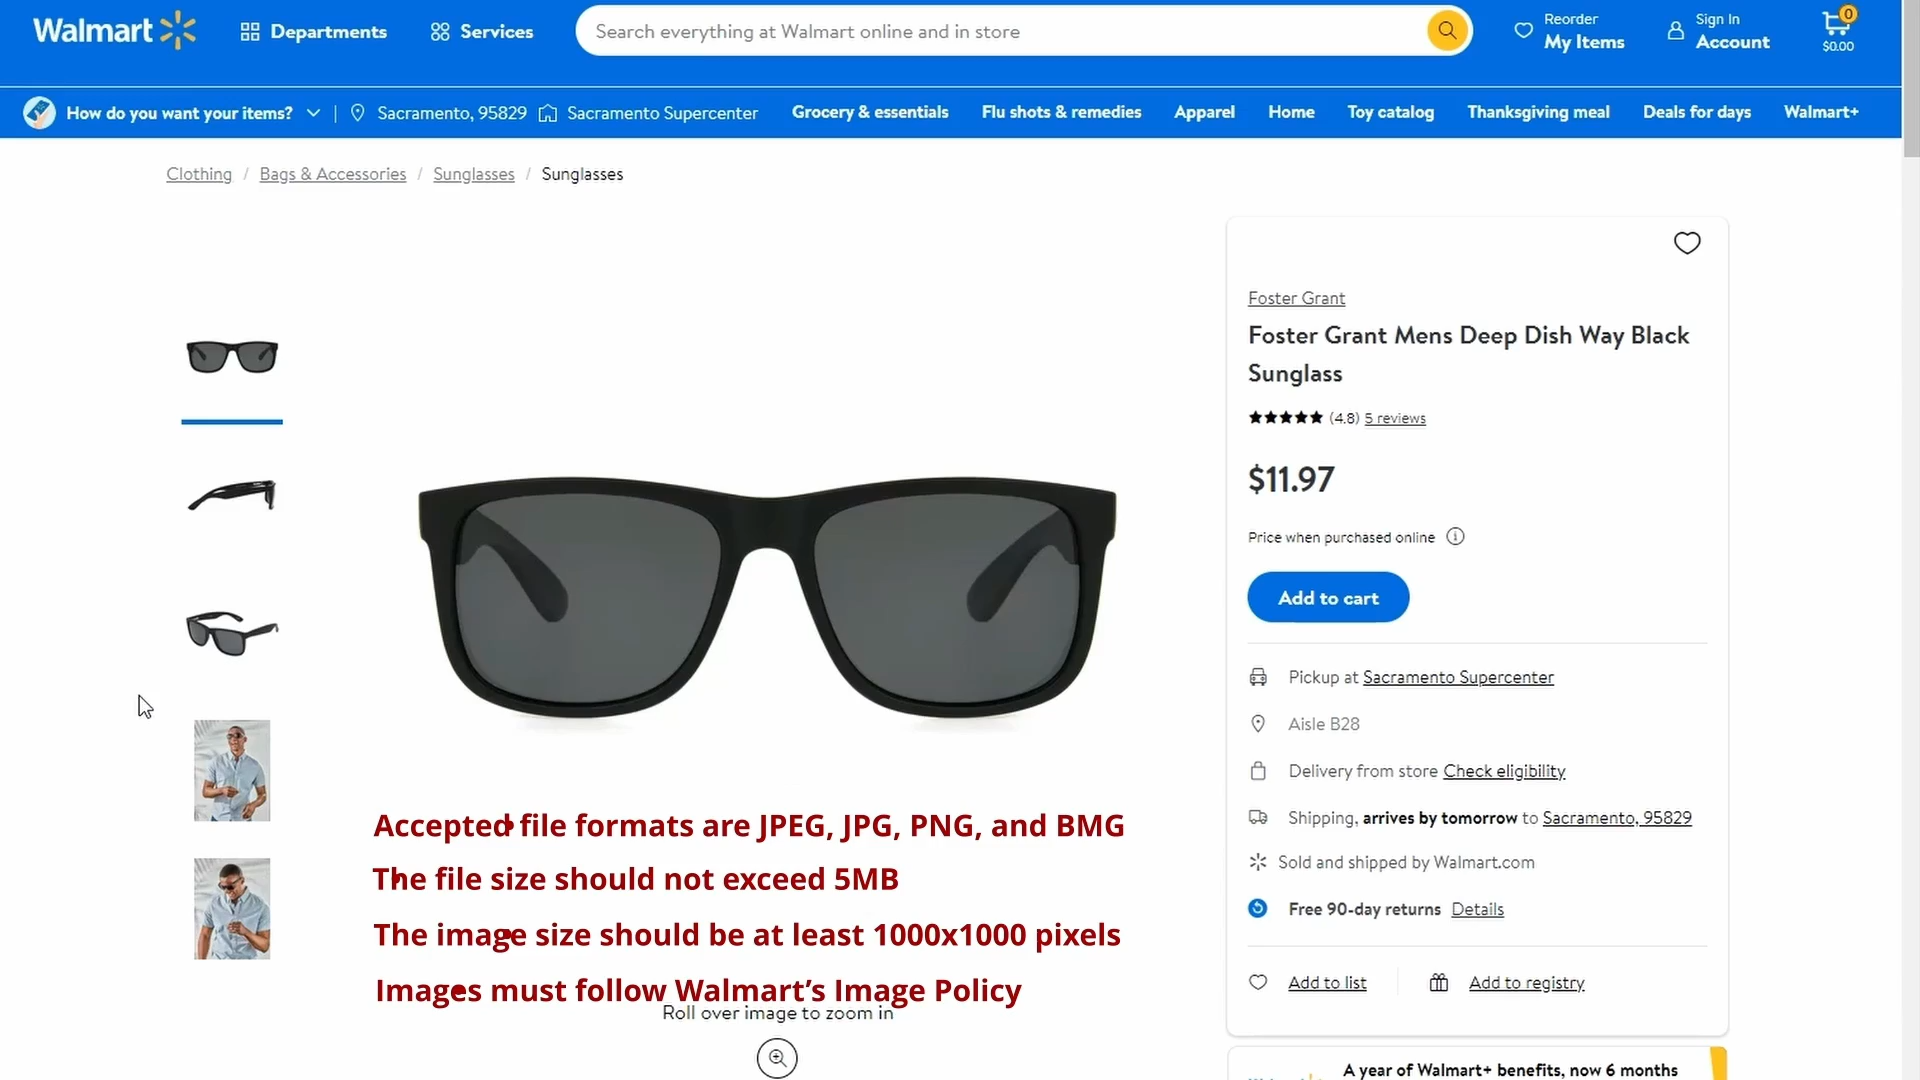 Walmart
Departments
Services
Search everything at Walmart online and in store
Reorder
My Items
Sign In
Account
0
$0.00
How do you want your items?
Sacramento, 95829
Sacramento Supercenter
Grocery & essentials
Flu shots & remedies
Apparel
Home
Toy catalog
Thanksgiving meal
Deals for days
Walmart+
Clothing / Bags & Accessories / Sunglasses / Sunglasses
Foster Grant
Foster Grant Mens Deep Dish Way Black
Sunglass
(4.8) 5 reviews
$11.97
Price when purchased online
Add to cart
Pickup at Sacramento Supercenter
Aisle B28
Delivery from store Check eligibility
Shipping, arrives by tomorrow to Sacramento, 95829
Sold and shipped by Walmart.com
Free 90-day returns Details
Add to list
Add to registry
A year of Walmart+ benefits, now 6 months
Accepted file formats are JPEG, JPG, PNG, and BMG
The file size should not exceed 5MB
The image size should be at least 1000x1000 pixels
Images must follow Walmart’s Image Policy
Roll over image to zoom in